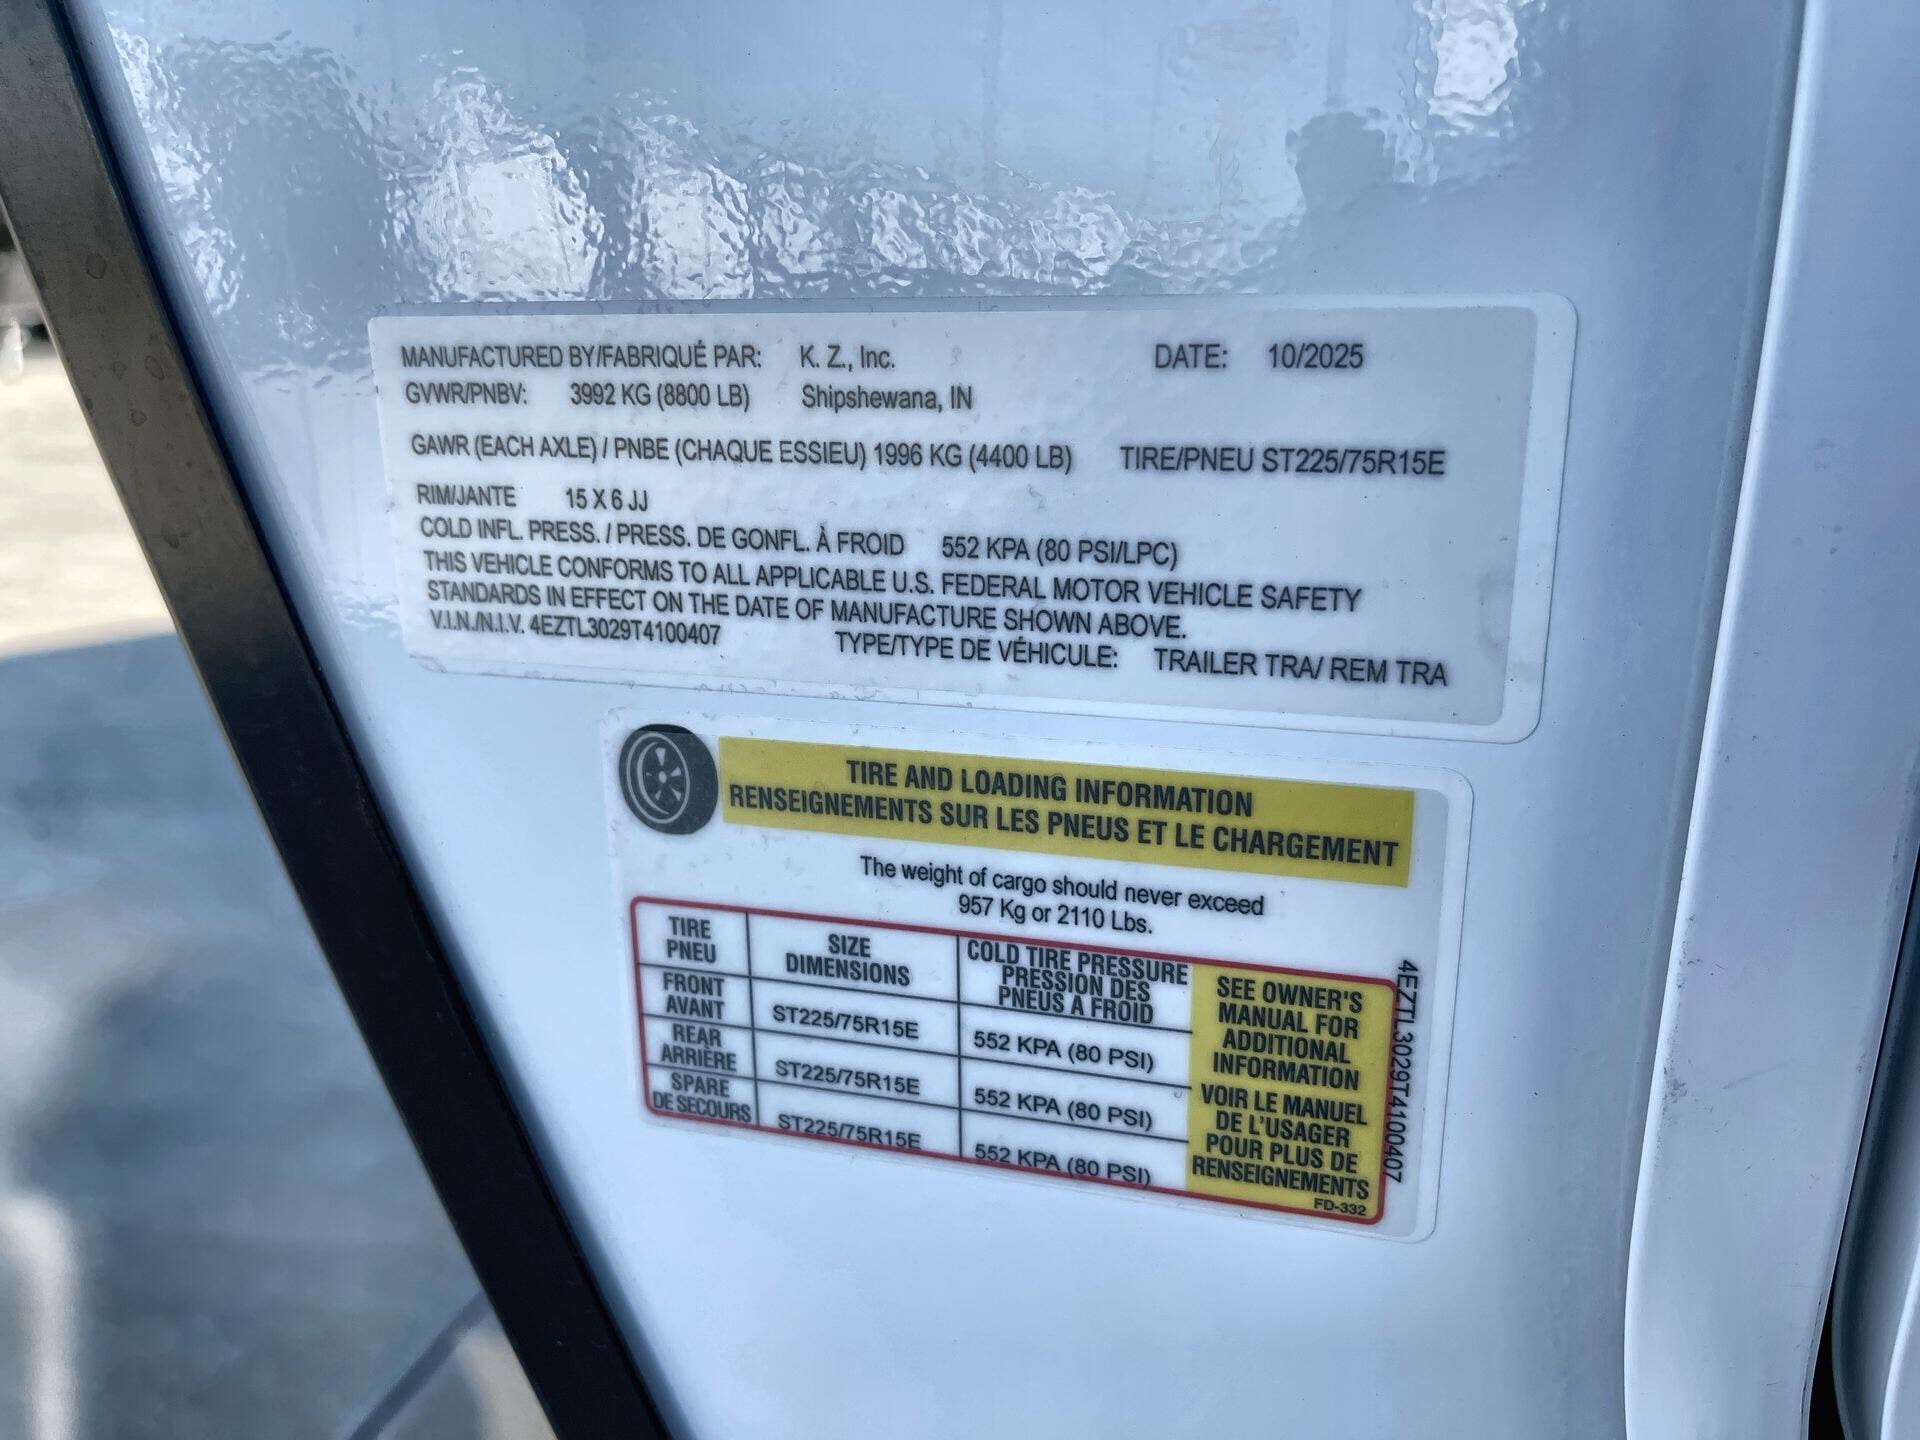 MANUFACTURED BY/FABRIQUÉ PAR: K. Z., Inc. DATE: 10/2025
GVWR/PNBV: 3992 KG (8800 LB) Shipshewana, IN
GAWR (EACH AXLE) / PNBE (CHAQUE ESSIEU) 1996 KG (4400 LB) TIRE/PNEU ST225/75R15E
RIM/JANTE 15 X 6 JJ
COLD INFL. PRESS. / PRESS. DE GONFL. À FROID 552 KPA (80 PSI/LPC)
THIS VEHICLE CONFORMS TO ALL APPLICABLE U.S. FEDERAL MOTOR VEHICLE SAFETY
STANDARDS IN EFFECT ON THE DATE OF MANUFACTURE SHOWN ABOVE.
V.I.N./N.I.V. 4EZTL3029T4100407 TYPE/TYPE DE VÉHICULE: TRAILER TRA/ REM TRA
TIRE AND LOADING INFORMATION
RENSEIGNEMENTS SUR LES PNEUS ET LE CHARGEMENT
The weight of cargo should never exceed
957 Kg or 2110 Lbs.
TIRE
PNEU
SIZE
DIMENSIONS
COLD TIRE PRESSURE
PRESSION DES
PNEUS A FROID
FRONT
AVANT
ST225/75R15E
552 KPA (80 PSI)
REAR
ARRIÈRE
ST225/75R15E
552 KPA (80 PSI)
SPARE
DE SECOURS
ST225/75R15E
552 KPA (80 PSI)
SEE OWNER'S
MANUAL FOR
ADDITIONAL
INFORMATION
VOIR LE MANUEL
DE L'USAGER
POUR PLUS DE
RENSEIGNEMENTS
FD-332
4EZTL3029T4100407